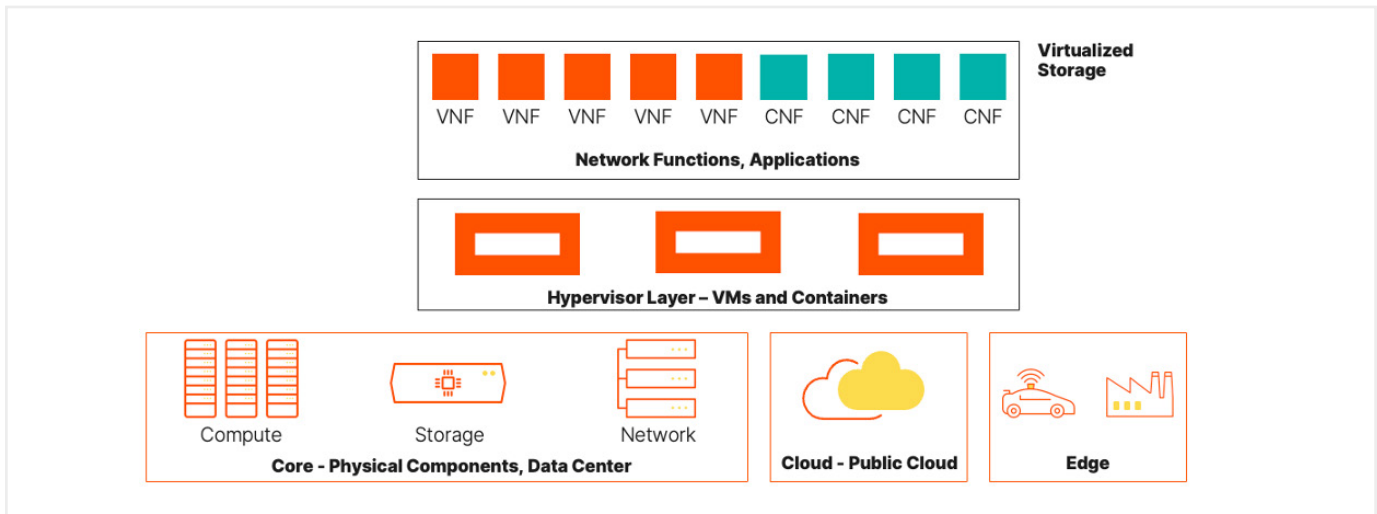 Virtualized
Storage
VNF VNF VNF VNF VNF CNF CNF CNF CNF
Network Functions, Applications
Hypervisor Layer – VMs and Containers
Compute Storage Network
Core - Physical Components, Data Center
Cloud - Public Cloud
Edge